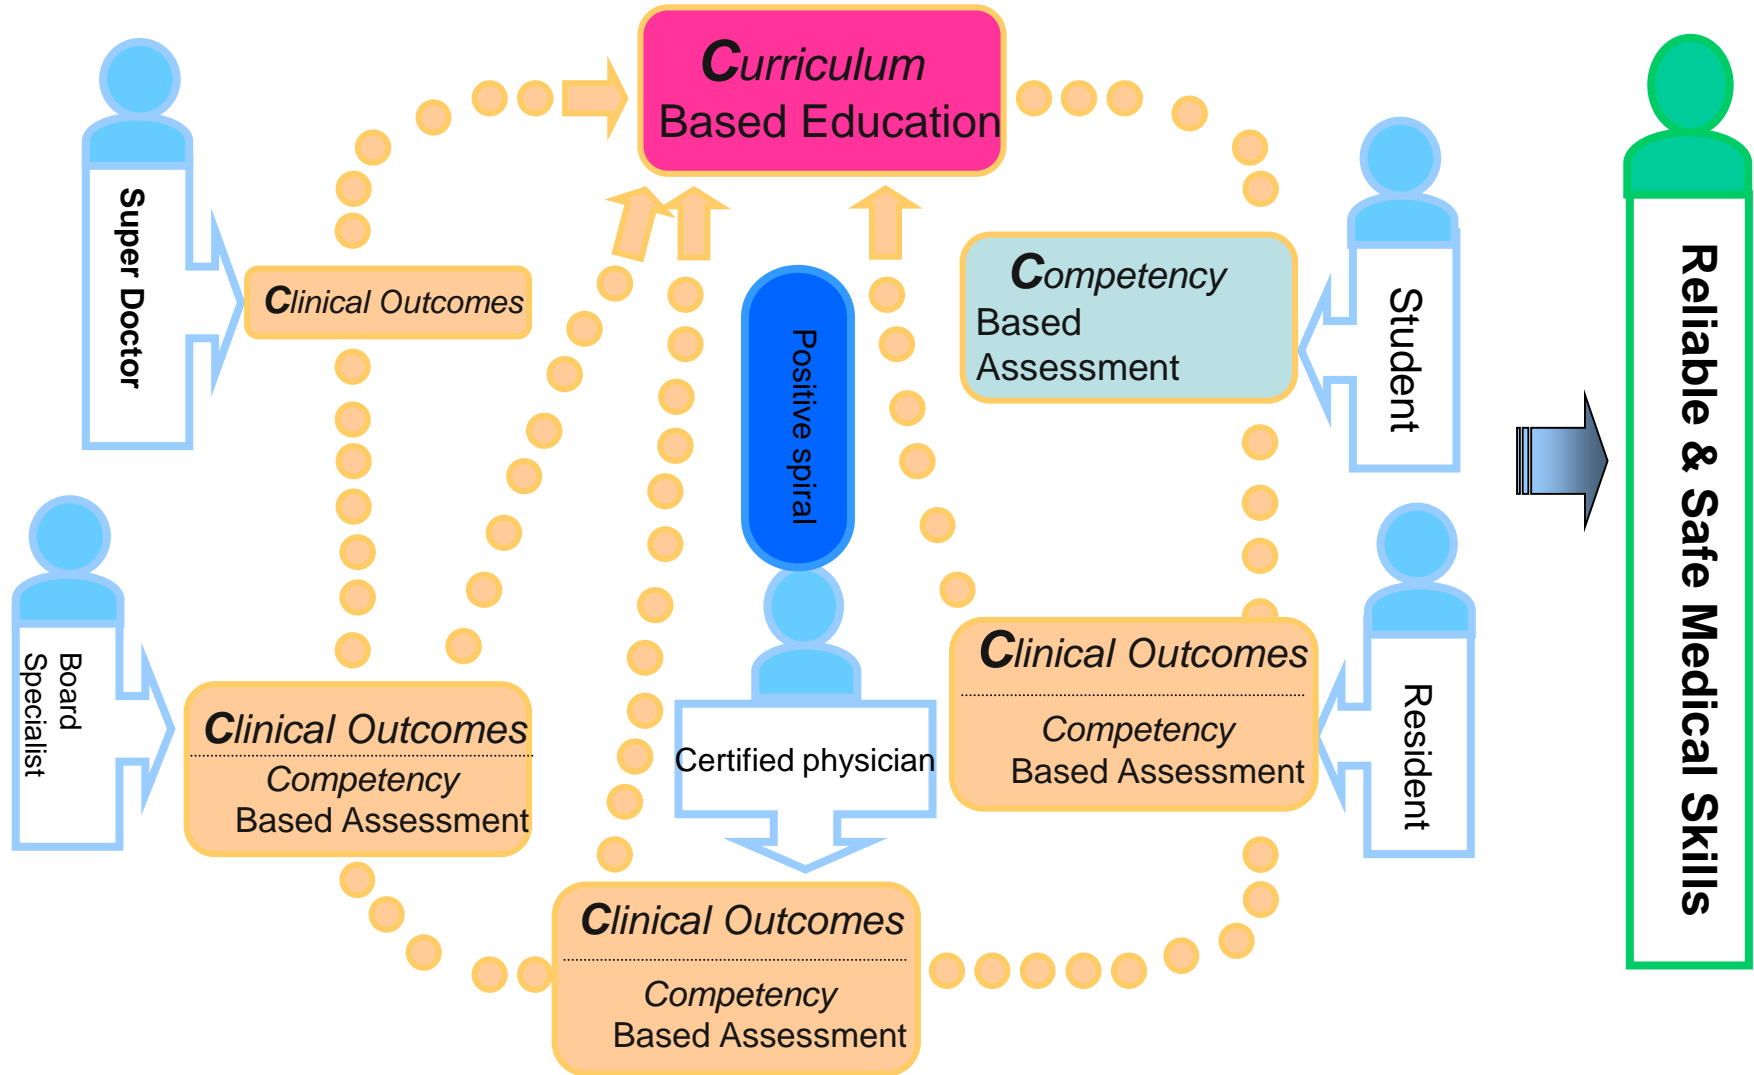 Curriculum
Based Education
Super Doctor
Clinical Outcomes
Positive spiral
Competency
Based
Assessment
Student
Reliable & Safe Medical Skills
Board
Specialist
Clinical Outcomes
Competency
Based Assessment
Certified physician
Clinical Outcomes
Competency
Based Assessment
Resident
Clinical Outcomes
Competency
Based Assessment